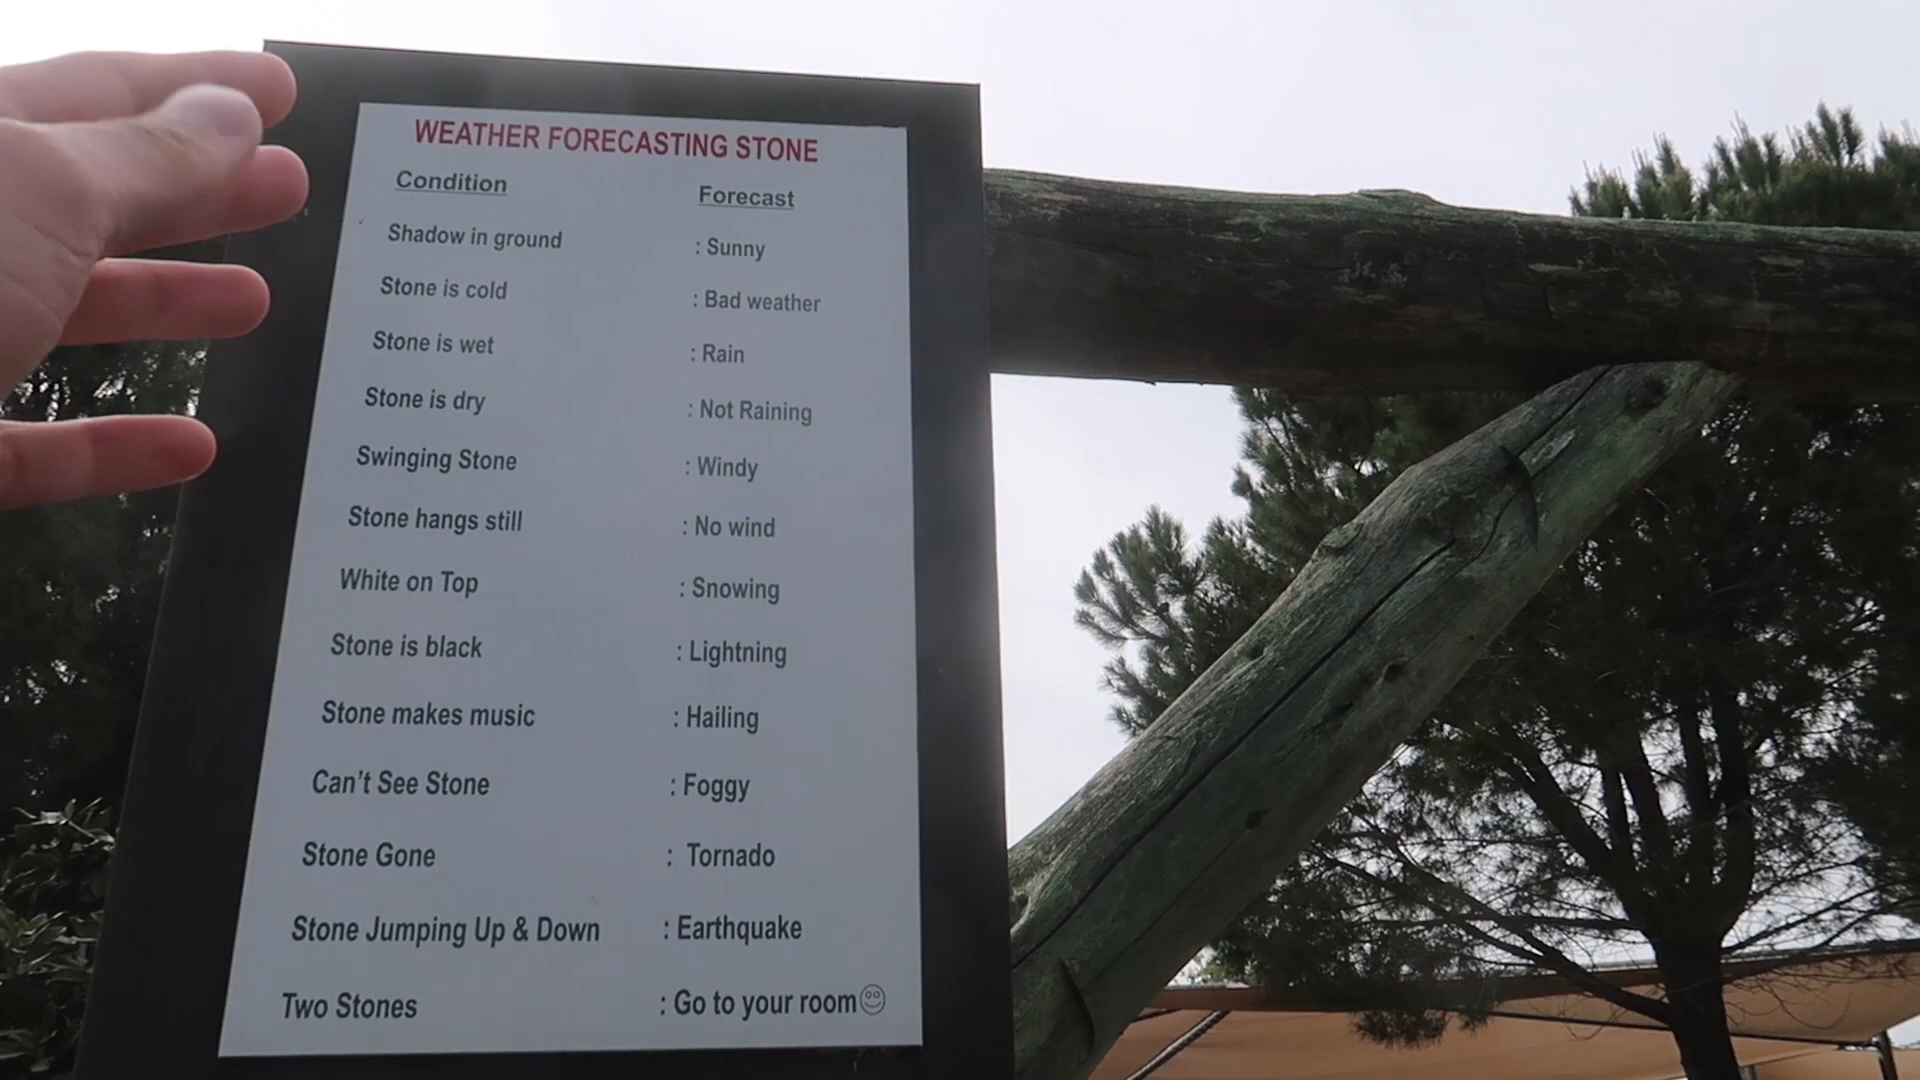 WEATHER FORECASTING STONE
Condition Forecast
Shadow in ground : Sunny
Stone is cold : Bad weather
Stone is wet : Rain
Stone is dry : Not Raining
Swinging Stone : Windy
Stone hangs still : No wind
White on Top : Snowing
Stone is black : Lightning
Stone makes music : Hailing
Can't See Stone : Foggy
Stone Gone : Tornado
Stone Jumping Up & Down : Earthquake
Two Stones : Go to your room☺